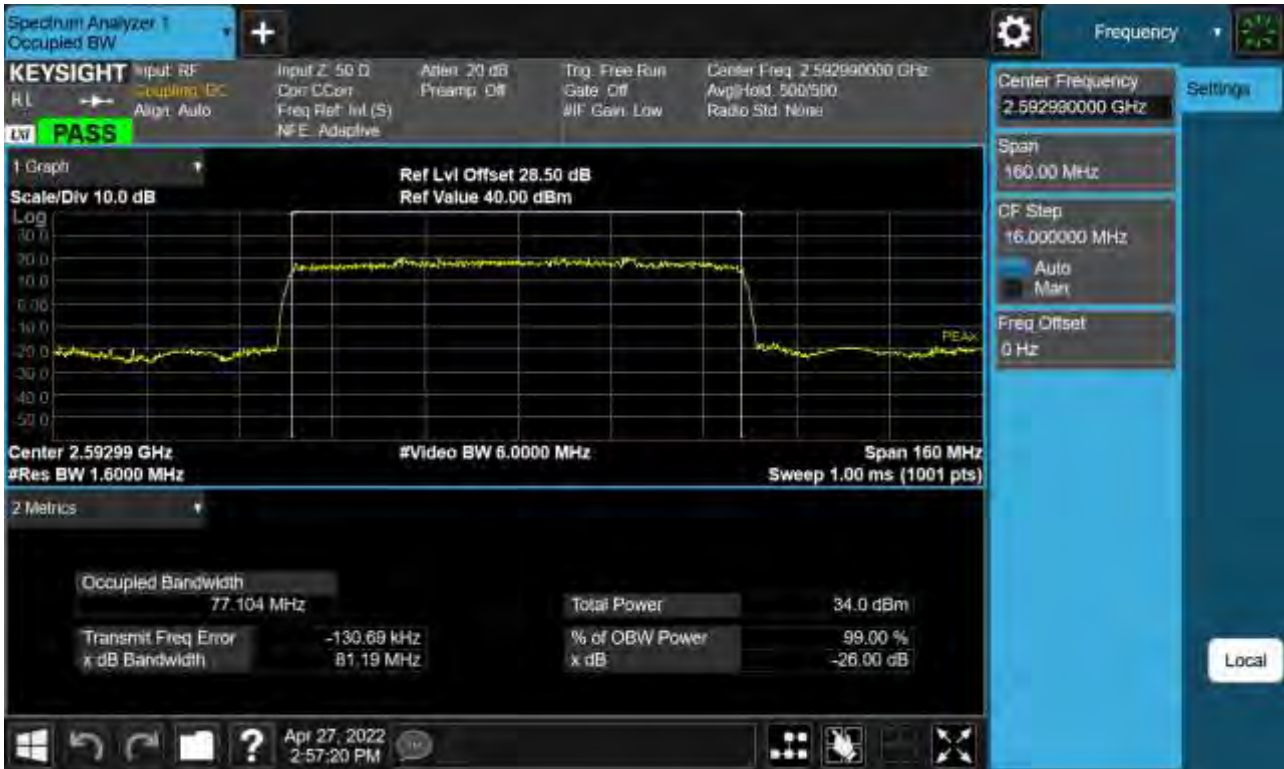 Spectrum Analyzer 1
Occupied BW
+
Frequency
KEYSIGHT
Input: RF
Coupling: DC
Align: Auto
Input Z: 50 Ω
Corr CCorr
Freq Ref: Int (S)
NFE: Adaptive
Atten: 20 dB
Preamp: Off
Trig: Free Run
Gate: Off
#IF Gain: Low
Center Freq: 2.592990000 GHz
Avg|Hold: 500/500
Radio Std: None
RL
LXI
PASS
Center Frequency
2.592990000 GHz
Settings
Span
160.00 MHz
CF Step
16.000000 MHz
Auto
Man
Freq Offset
0 Hz
1 Graph
Scale/Div 10.0 dB
Ref Lvl Offset 28.50 dB
Ref Value 40.00 dBm
Log
30.0
20.0
10.0
0.00
-10.0
-20.0
-30.0
-40.0
-50.0
PEAK
Center 2.59299 GHz
#Res BW 1.6000 MHz
#Video BW 6.0000 MHz
Span 160 MHz
Sweep 1.00 ms (1001 pts)
2 Metrics
Occupied Bandwidth
77.104 MHz
Transmit Freq Error -130.69 kHz
x dB Bandwidth 81.19 MHz
Total Power 34.0 dBm
% of OBW Power 99.00 %
x dB -26.00 dB
Local
?
Apr 27, 2022
2:57:20 PM